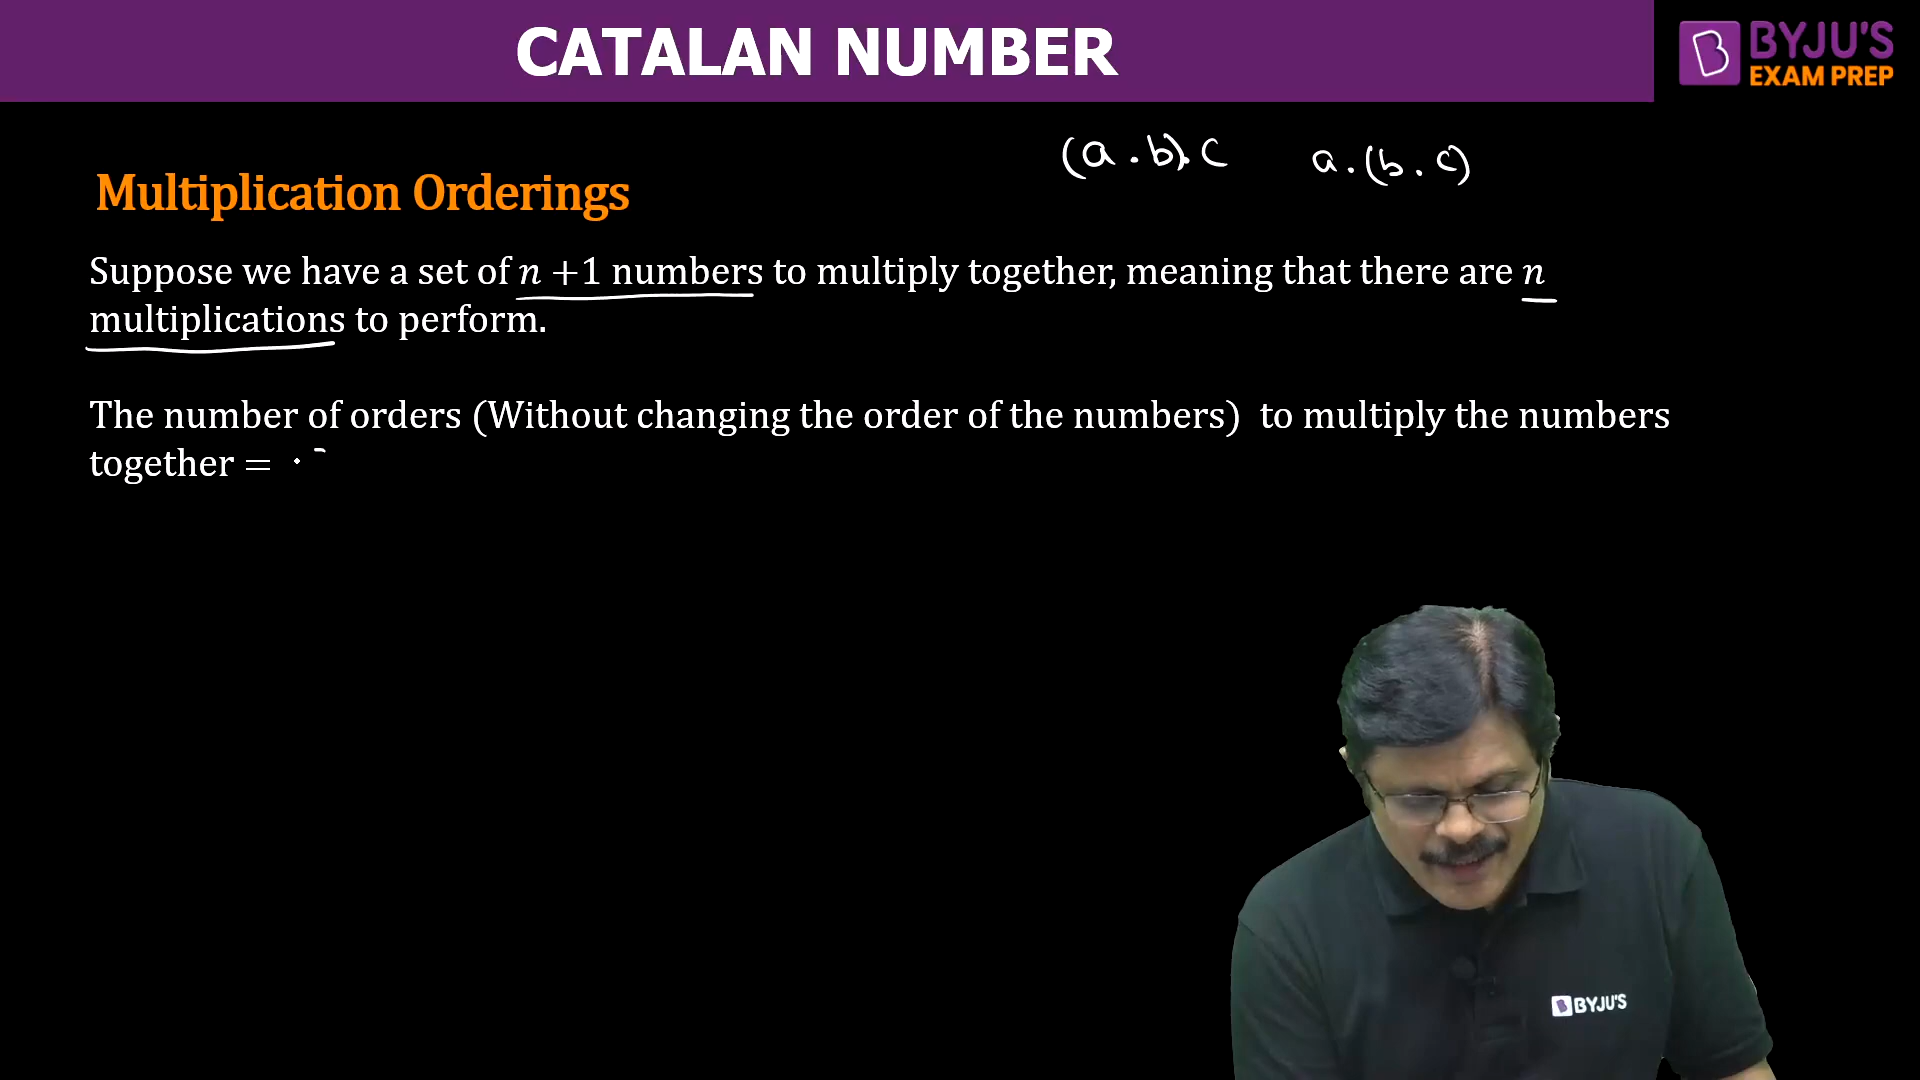 CATALAN NUMBER
BYJU'S
EXAM PREP
(a . b) . c   a . (b . c)
Multiplication Orderings
Suppose we have a set of n +1 numbers to multiply together, meaning that there are n
multiplications to perform.
The number of orders (Without changing the order of the numbers) to multiply the numbers
together =
BYJU'S